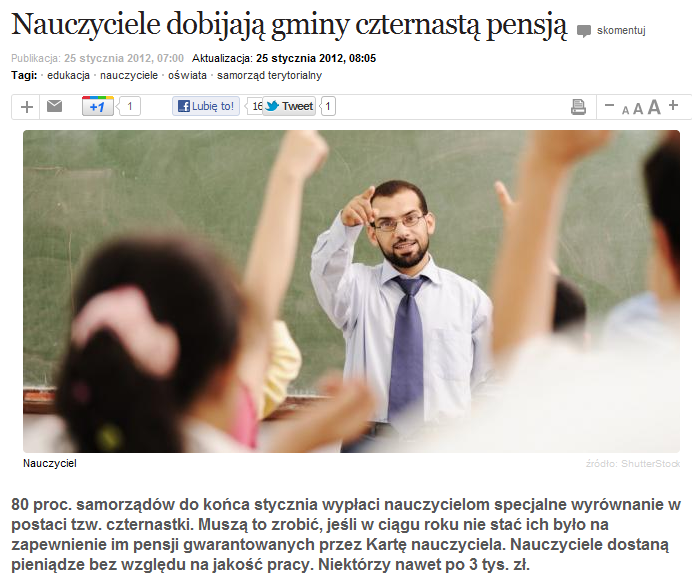 Nauczyciele dobijają gminy czternastą pensją skomentuj
Publikacja: 25 stycznia 2012, 07:00 Aktualizacja: 25 stycznia 2012, 08:05
Tagi: · edukacja · nauczyciele · oświata · samorząd terytorialny
+1 1 Lubię to! 16 Tweet 1 A A A
Nauczyciel źródło: ShutterStock
80 proc. samorządów do końca stycznia wypłaci nauczycielom specjalne wyrównanie w
postaci tzw. czternastki. Muszą to zrobić, jeśli w ciągu roku nie stać ich było na
zapewnienie im pensji gwarantowanych przez Kartę nauczyciela. Nauczyciele dostaną
pieniądze bez względu na jakość pracy. Niektórzy nawet po 3 tys. zł.